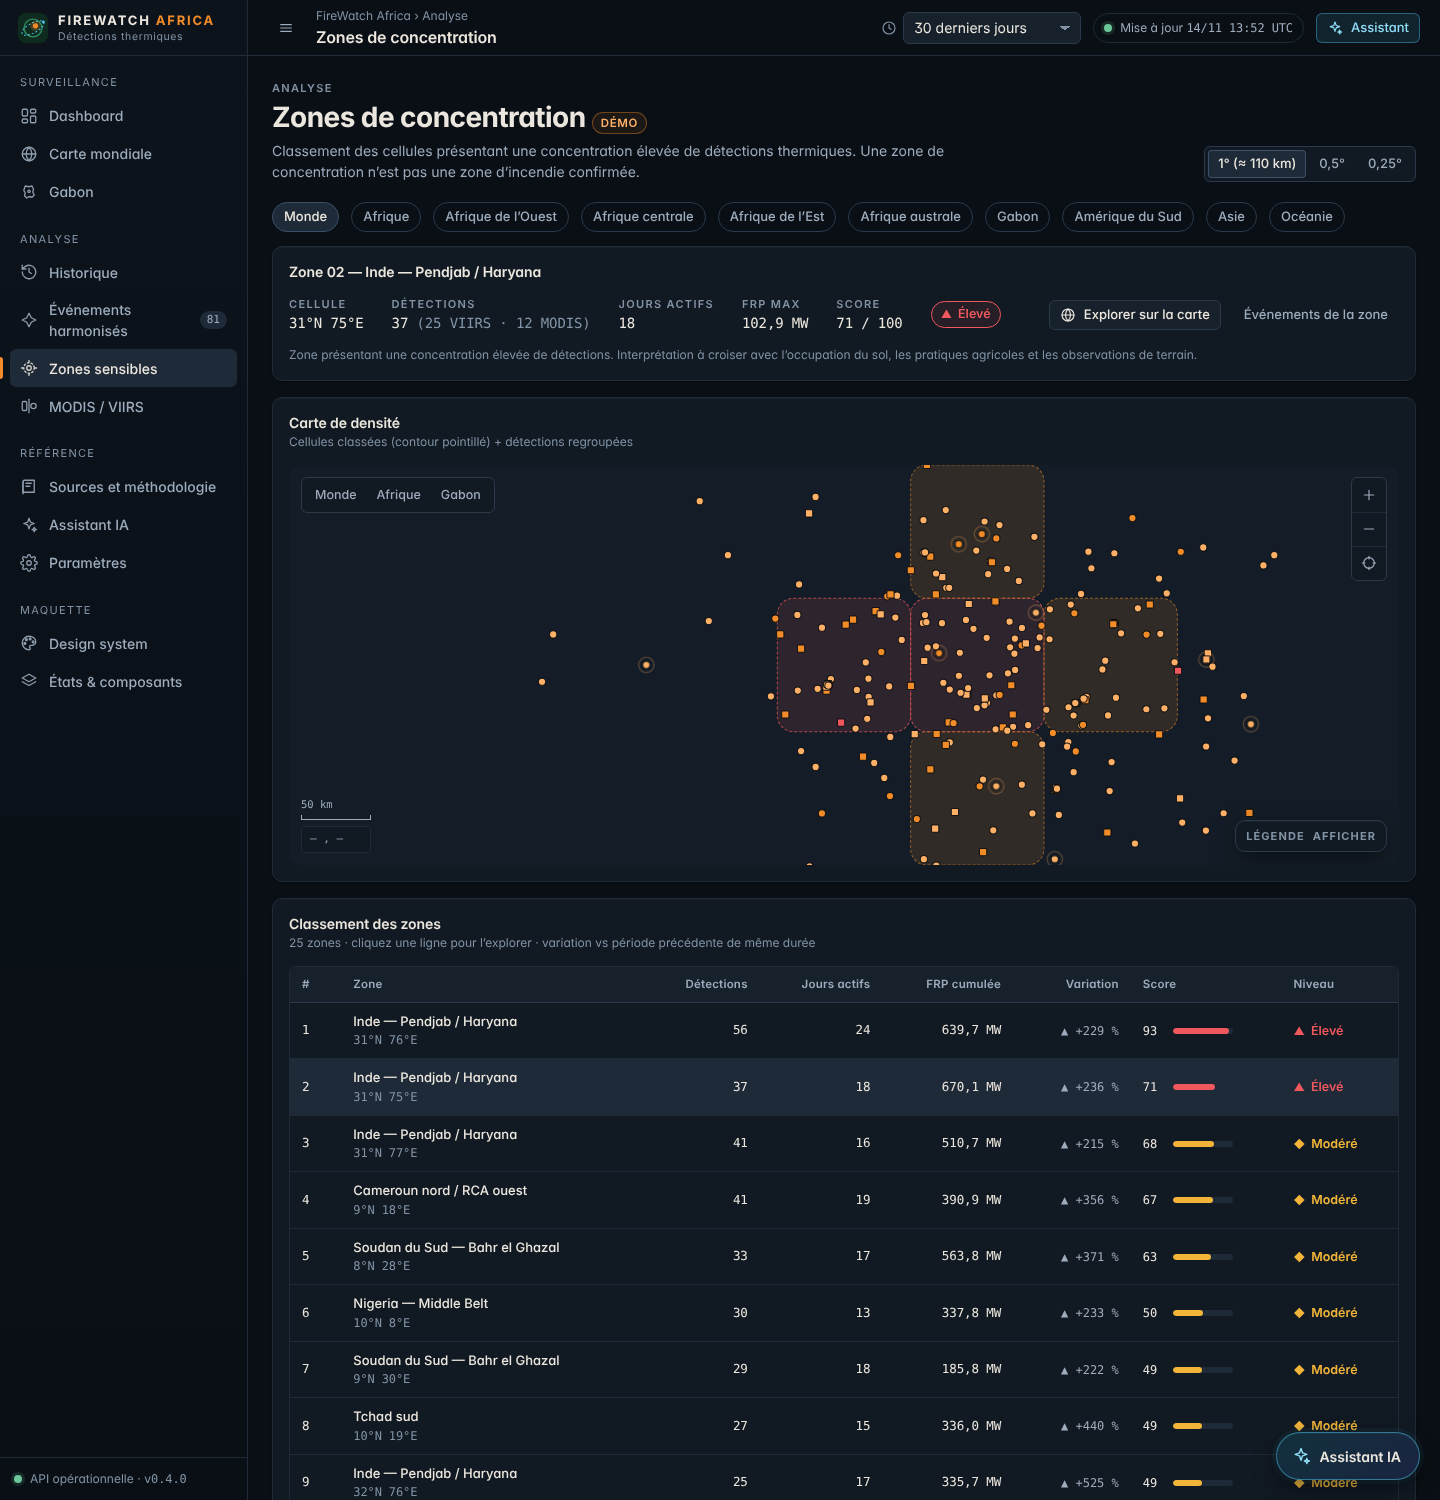 FIREWATCH AFRICA
Détections thermiques
SURVEILLANCE
Dashboard
Carte mondiale
Gabon
ANALYSE
Historique
Événements
harmonisés
81
Zones sensibles
MODIS / VIIRS
RÉFÉRENCE
Sources et méthodologie
Assistant IA
Paramètres
MAQUETTE
Design system
États & composants
API opérationnelle · v0.4.0
FireWatch Africa › Analyse
Zones de concentration
30 derniers jours
Mise à jour 14/11 13:52 UTC
Assistant
ANALYSE
Zones de concentration DÉMO
Classement des cellules présentant une concentration élevée de détections thermiques. Une zone de
concentration n’est pas une zone d’incendie confirmée.
1° (≈ 110 km) 0,5° 0,25°
Monde Afrique Afrique de l’Ouest Afrique centrale Afrique de l’Est Afrique australe Gabon Amérique du Sud Asie Océanie
Zone 02 — Inde — Pendjab / Haryana
CELLULE DÉTECTIONS JOURS ACTIFS FRP MAX SCORE
31°N 75°E 37 (25 VIIRS · 12 MODIS) 18 102,9 MW 71 / 100
▲ Élevé
Explorer sur la carte
Événements de la zone
Zone présentant une concentration élevée de détections. Interprétation à croiser avec l’occupation du sol, les pratiques agricoles et les observations de terrain.
Carte de densité
Cellules classées (contour pointillé) + détections regroupées
Monde Afrique Gabon
+
−
50 km
— , —
LÉGENDE AFFICHER
Classement des zones
25 zones · cliquez une ligne pour l’explorer · variation vs période précédente de même durée
# Zone Détections Jours actifs FRP cumulée Variation Score Niveau
1 Inde — Pendjab / Haryana 56 24 639,7 MW ▲ +229 % 93 ▲ Élevé
31°N 76°E
2 Inde — Pendjab / Haryana 37 18 670,1 MW ▲ +236 % 71 ▲ Élevé
31°N 75°E
3 Inde — Pendjab / Haryana 41 16 510,7 MW ▲ +215 % 68 ◆ Modéré
31°N 77°E
4 Cameroun nord / RCA ouest 41 19 390,9 MW ▲ +356 % 67 ◆ Modéré
9°N 18°E
5 Soudan du Sud — Bahr el Ghazal 33 17 563,8 MW ▲ +371 % 63 ◆ Modéré
8°N 28°E
6 Nigeria — Middle Belt 30 13 337,8 MW ▲ +233 % 50 ◆ Modéré
10°N 8°E
7 Soudan du Sud — Bahr el Ghazal 29 18 185,8 MW ▲ +222 % 49 ◆ Modéré
9°N 30°E
8 Tchad sud 27 15 336,0 MW ▲ +440 % 49 ◆ Modéré
10°N 19°E
9 Inde — Pendjab / Haryana 25 17 335,7 MW ▲ +525 % 49 ◆ Modéré
32°N 76°E
Assistant IA